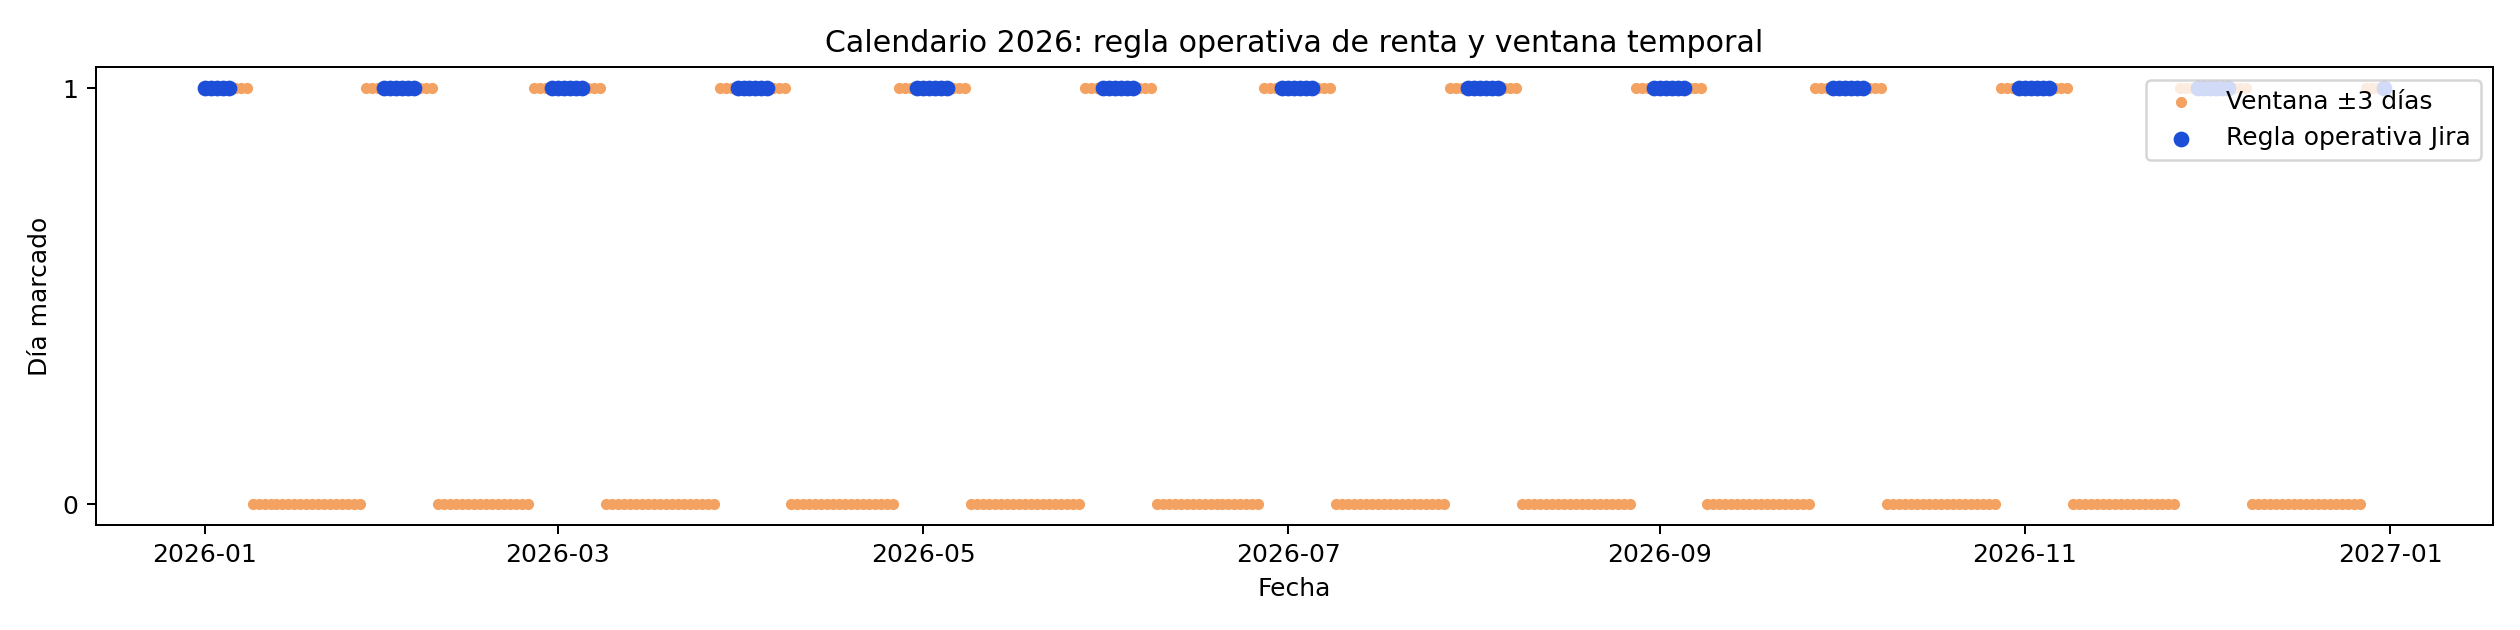 Calendario 2026: regla operativa de renta y ventana temporal
1
Ventana ±3 días
Regla operativa Jira
Día marcado
0
2026-01 2026-03 2026-05 2026-07 2026-09 2026-11 2027-01
Fecha